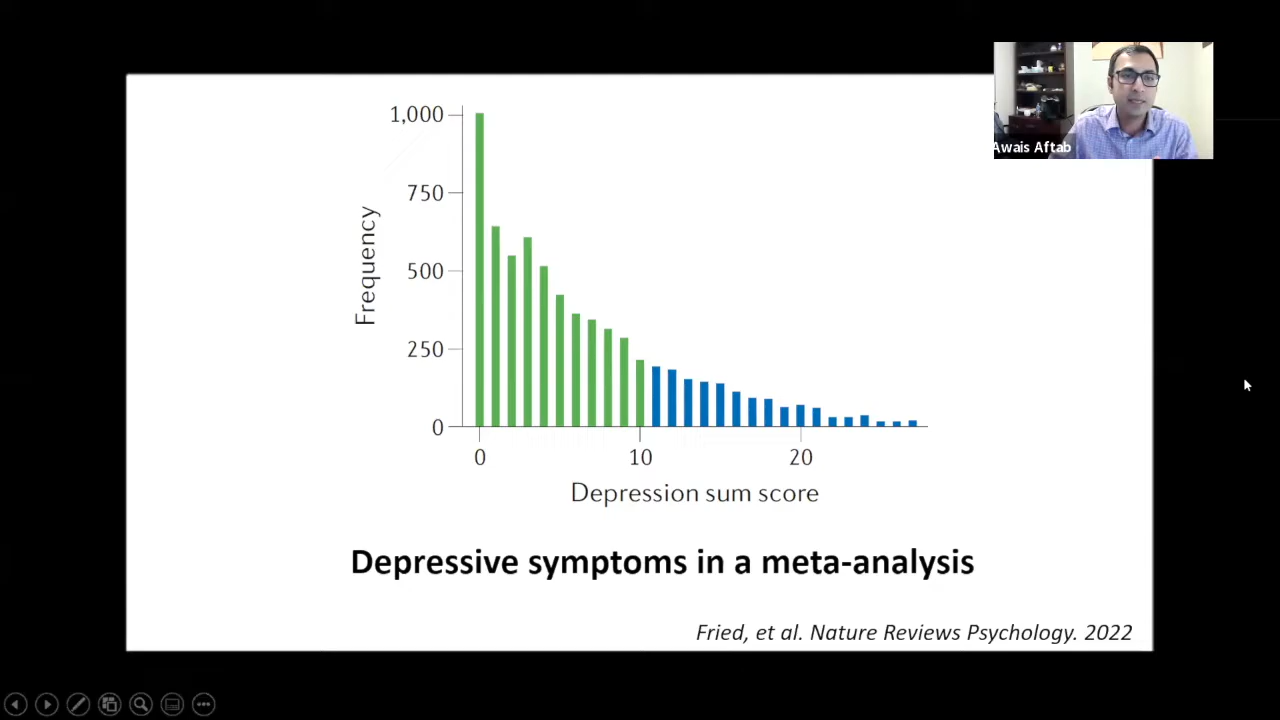 Awais Aftab
1,000
750
500
250
0
Frequency
0 10 20
Depression sum score
Depressive symptoms in a meta-analysis
Fried, et al. Nature Reviews Psychology. 2022